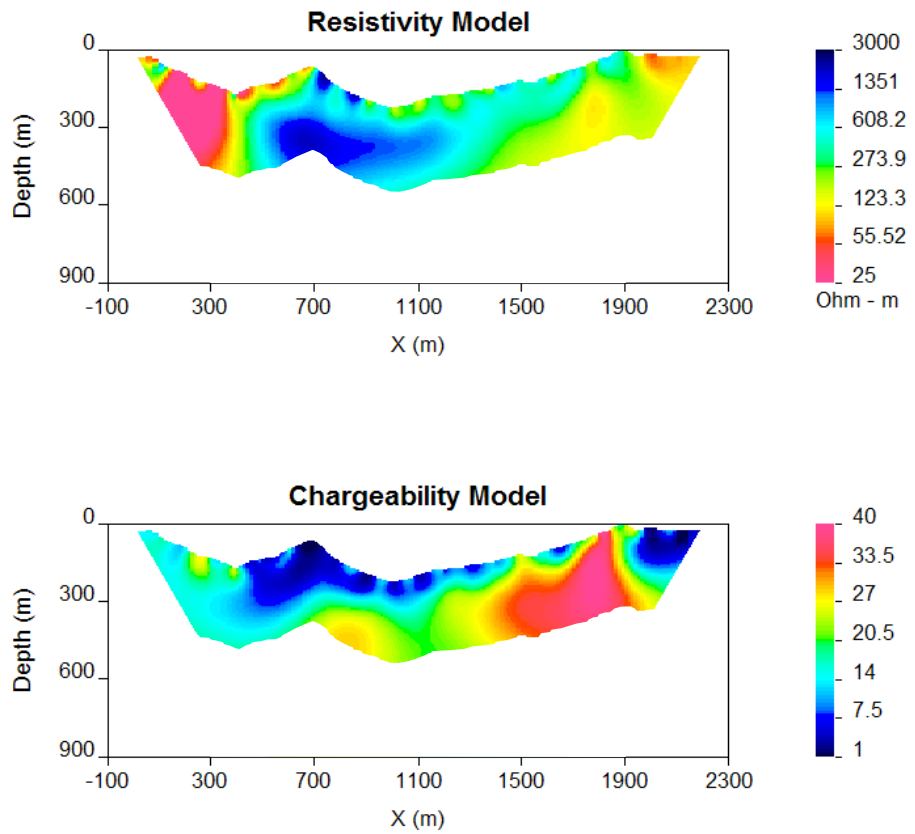 Resistivity Model
0
300
600
900
Depth (m)
-100 300 700 1100 1500 1900 2300
X (m)
3000
1351
608.2
273.9
123.3
55.52
25
Ohm - m
Chargeability Model
0
300
600
900
Depth (m)
-100 300 700 1100 1500 1900 2300
X (m)
40
33.5
27
20.5
14
7.5
1